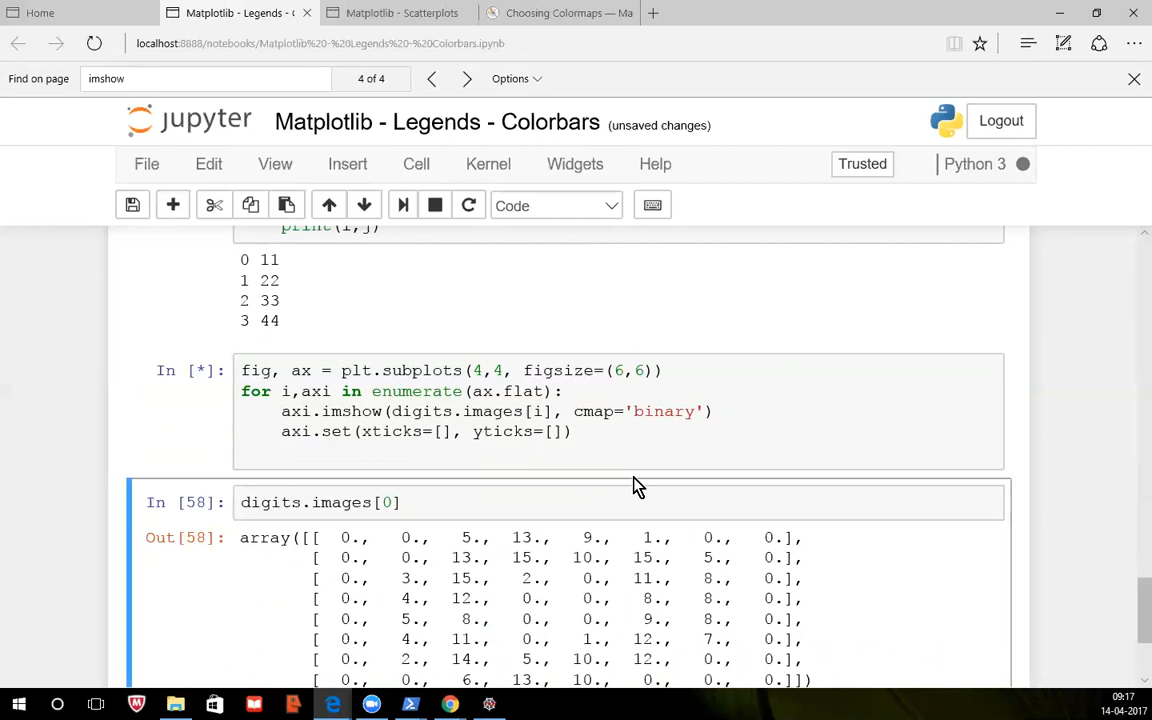 Home
Matplotlib - Legends - C
Matplotlib - Scatterplots
Choosing Colormaps — Ma
localhost:8888/notebooks/Matplotlib%20-%20Legends%20-%20Colorbars.ipynb
Find on page
imshow
4 of 4
Options
jupyter
Matplotlib - Legends - Colorbars (unsaved changes)
Logout
File Edit View Insert Cell Kernel Widgets Help
Trusted
Python 3
Code
print(i,j)
0 11
1 22
2 33
3 44
In [*]:
fig, ax = plt.subplots(4,4, figsize=(6,6))
for i,axi in enumerate(ax.flat):
    axi.imshow(digits.images[i], cmap='binary')
    axi.set(xticks=[], yticks=[])
In [58]:
digits.images[0]
Out[58]:
array([[  0.,   0.,   5.,  13.,   9.,   1.,   0.,   0.],
[  0.,   0.,  13.,  15.,  10.,  15.,   5.,   0.],
[  0.,   3.,  15.,   2.,   0.,  11.,   8.,   0.],
[  0.,   4.,  12.,   0.,   0.,   8.,   8.,   0.],
[  0.,   5.,   8.,   0.,   0.,   9.,   8.,   0.],
[  0.,   4.,  11.,   0.,   1.,  12.,   7.,   0.],
[  0.,   2.,  14.,   5.,  10.,  12.,   0.,   0.],
[  0.,   0.,   6.,  13.,  10.,   0.,   0.,   0.]])
09:17
14-04-2017